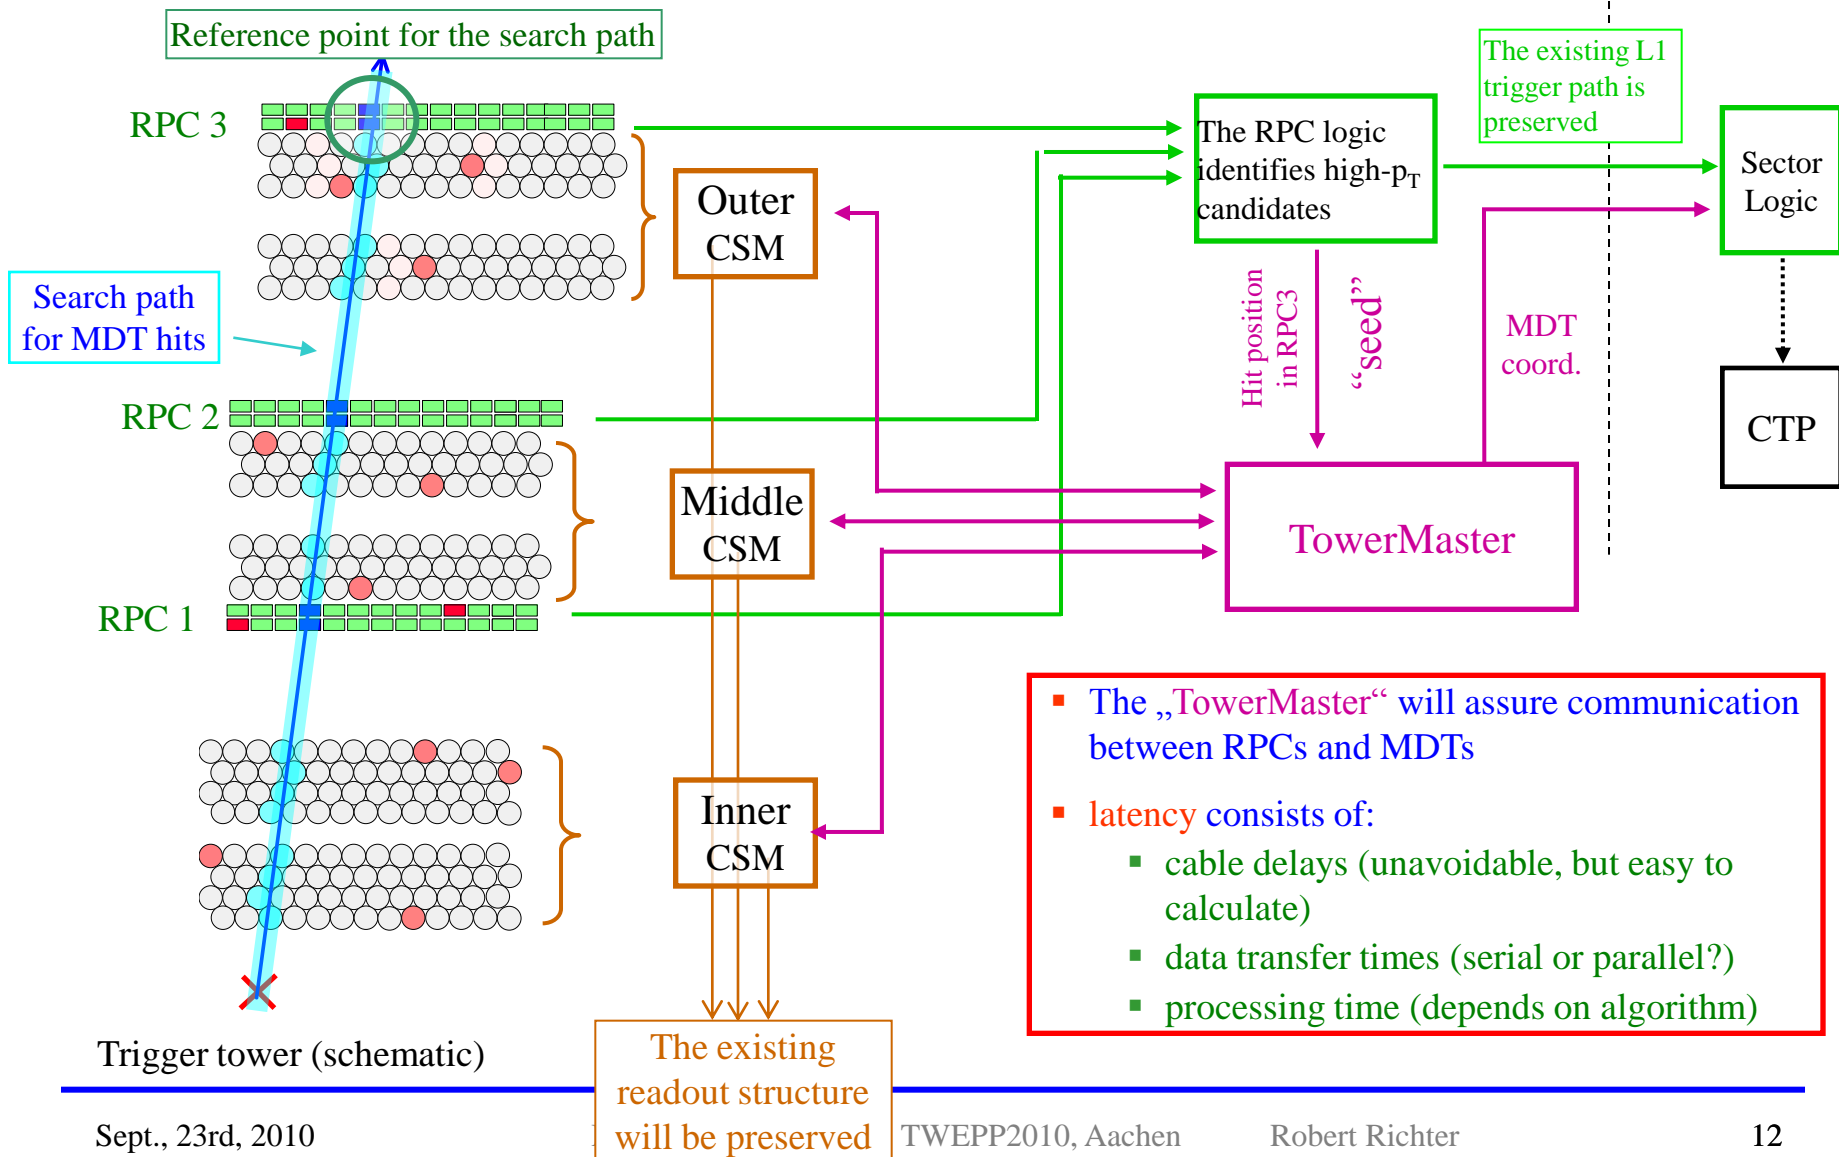 Reference point for the search path
RPC 3
Outer
CSM
Search path
for MDT hits
RPC 2
Middle
CSM
RPC 1
Inner
CSM
The RPC logic
identifies high-pT
candidates
The existing L1
trigger path is
preserved
Sector
Logic
Hit position
in RPC3
“seed”
MDT
coord.
CTP
TowerMaster
▪ The „TowerMaster“ will assure communication
between RPCs and MDTs
▪ latency consists of:
▪ cable delays (unavoidable, but easy to
calculate)
▪ data transfer times (serial or parallel?)
▪ processing time (depends on algorithm)
Trigger tower (schematic)
The existing
readout structure
will be preserved
Sept., 23rd, 2010
TWEPP2010, Aachen
Robert Richter
12